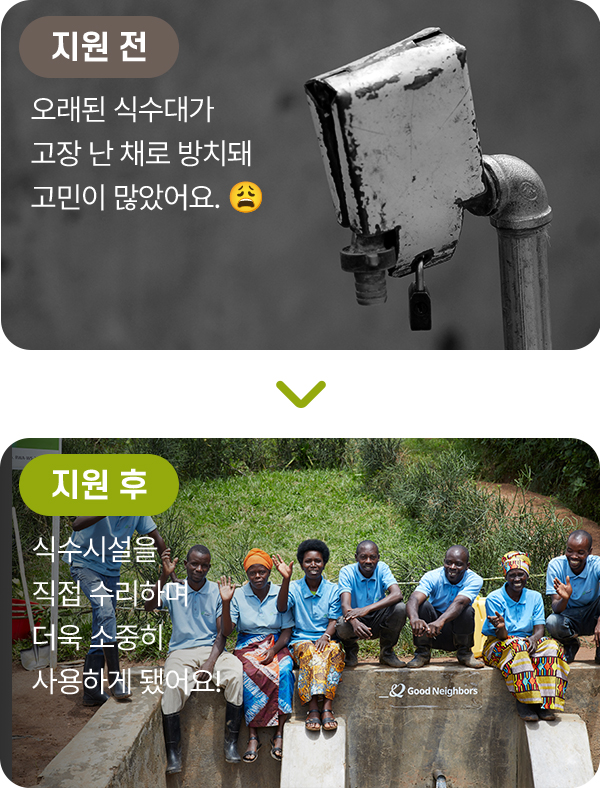 지원 전
오래된 식수대가
고장 난 채로 방치돼
고민이 많았어요. 😩
지원 후
식수시설을
직접 수리하며
더욱 소중히
사용하게 됐어요!
Good Neighbors